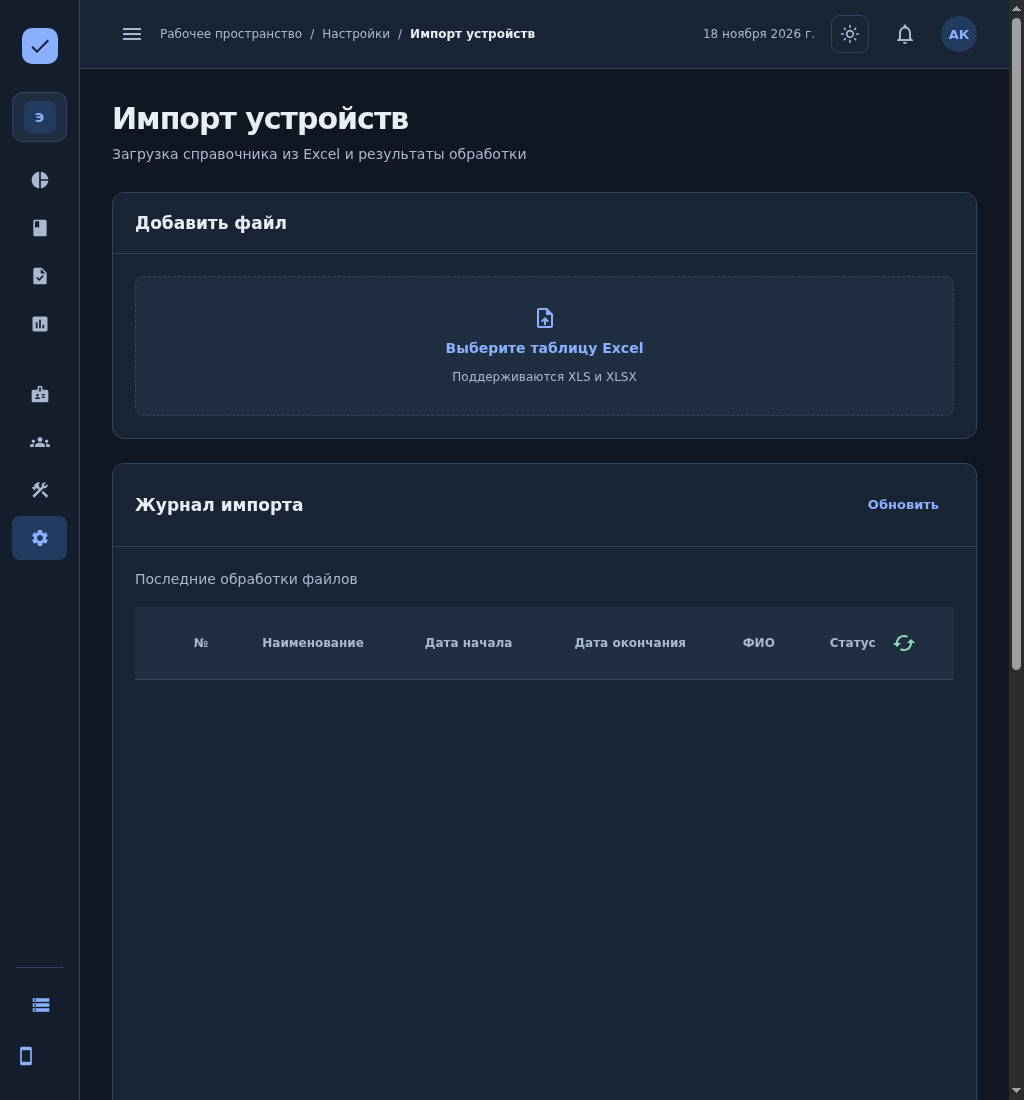 Рабочее пространство / Настройки / Импорт устройств
18 ноября 2026 г.
АК
Э
Импорт устройств
Загрузка справочника из Excel и результаты обработки
Добавить файл
Выберите таблицу Excel
Поддерживаются XLS и XLSX
Журнал импорта
Обновить
Последние обработки файлов
№ Наименование Дата начала Дата окончания ФИО Статус